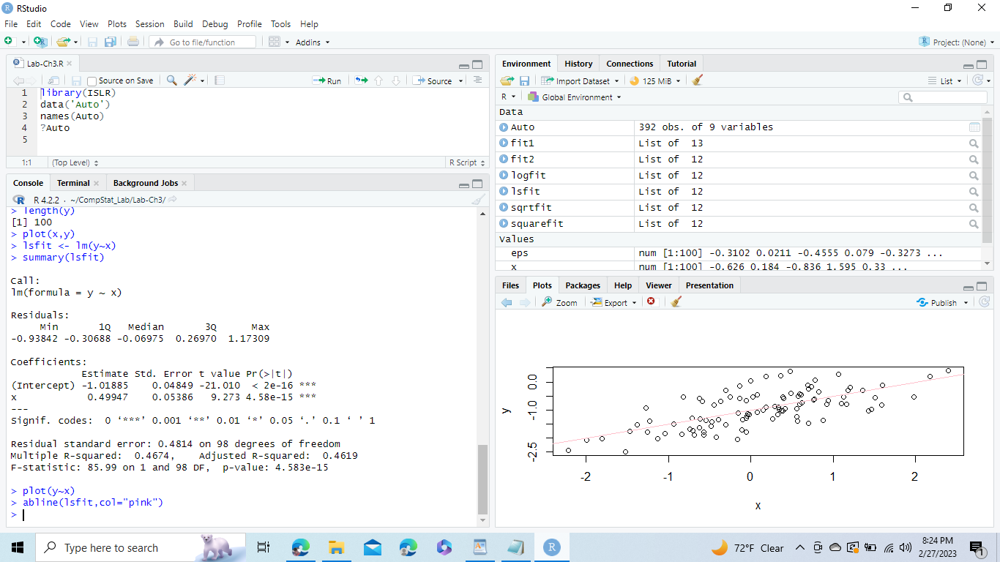 RStudio
File Edit Code View Plots Session Build Debug Profile Tools Help
Go to file/function Addins Project: (None)
Lab-Ch3.R
Source on Save Run Source
1 library(ISLR)
2 data('Auto')
3 names(Auto)
4 ?Auto
5
1:1 (Top Level) R Script
Console Terminal Background Jobs
R 4.2.2 · ~/CompStat_Lab/Lab-Ch3/
> length(y)
[1] 100
> plot(x,y)
> lsfit <- lm(y~x)
> summary(lsfit)
Call:
lm(formula = y ~ x)
Residuals:
Min 1Q Median 3Q Max
-0.93842 -0.30688 -0.06975 0.26970 1.17309
Coefficients:
Estimate Std. Error t value Pr(>|t|)
(Intercept) -1.01885 0.04849 -21.010 < 2e-16 ***
x 0.49947 0.05386 9.273 4.58e-15 ***
---
Signif. codes: 0 ‘***’ 0.001 ‘**’ 0.01 ‘*’ 0.05 ‘.’ 0.1 ‘ ’ 1
Residual standard error: 0.4814 on 98 degrees of freedom
Multiple R-squared: 0.4674, Adjusted R-squared: 0.4619
F-statistic: 85.99 on 1 and 98 DF, p-value: 4.583e-15
> plot(y~x)
> abline(lsfit,col="pink")
>
Environment History Connections Tutorial
Import Dataset 125 MiB List
R Global Environment
Data
Auto 392 obs. of 9 variables
fit1 List of 13
fit2 List of 12
logfit List of 12
lsfit List of 12
sqrtfit List of 12
squarefit List of 12
Values
eps num [1:100] -0.3102 0.0211 -0.4555 0.079 -0.3273 ...
x num [1:100] -0.626 0.184 -0.836 1.595 0.33 ...
Files Plots Packages Help Viewer Presentation
Zoom Export Publish
y
0.0
-1.0
-2.5
-2 -1 0 1 2
x
Type here to search
72°F Clear
8:24 PM
2/27/2023
1